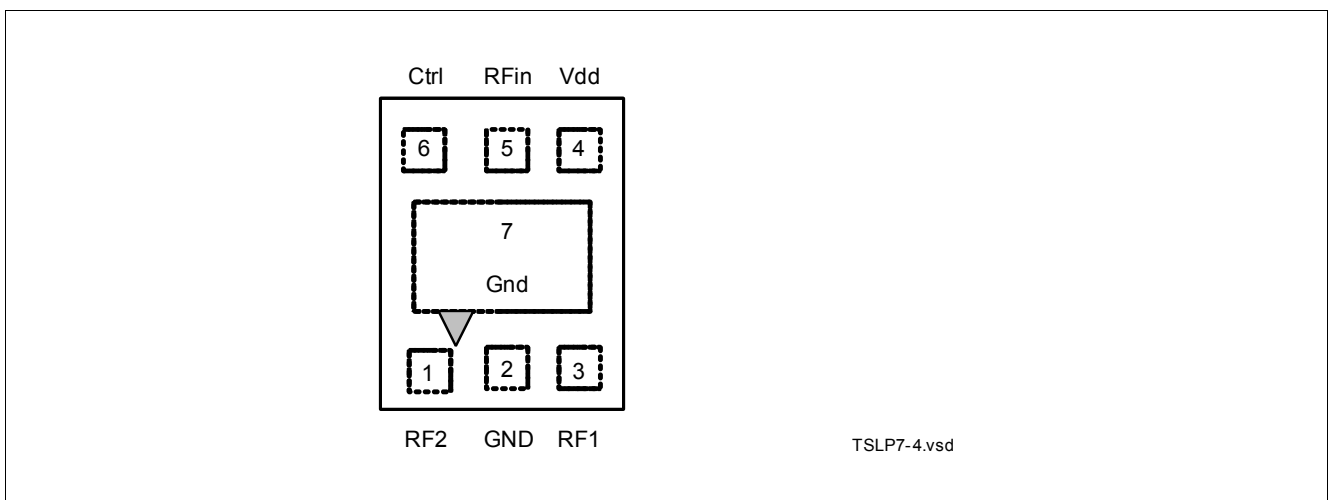 Ctrl RFin Vdd
6 5 4
7
Gnd
1 2 3
RF2 GND RF1
TSLP7-4.vsd